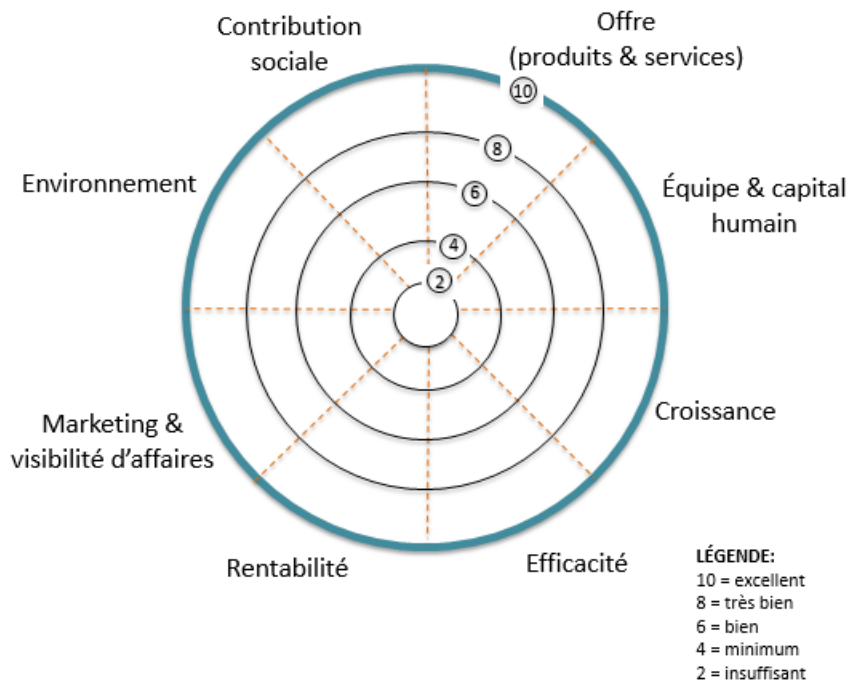 Contribution
sociale
Offre
(produits & services)
10
8
6
4
2
Environnement
Équipe & capital
humain
Marketing &
visibilité d’affaires
Croissance
Rentabilité
Efficacité
LÉGENDE:
10 = excellent
8 = très bien
6 = bien
4 = minimum
2 = insuffisant